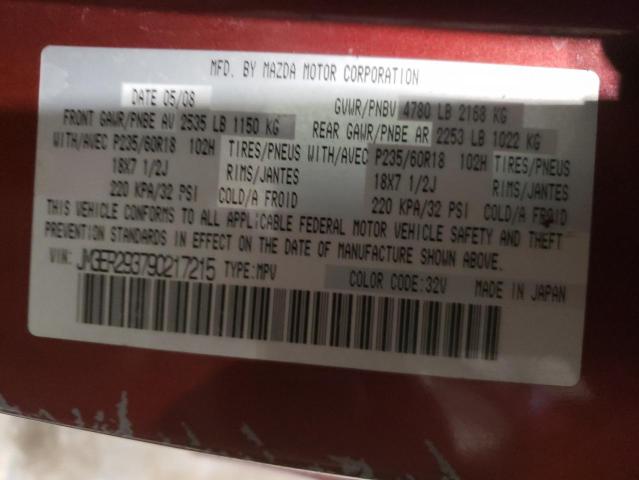 MFD. BY MAZDA MOTOR CORPORATION
DATE 05/08 GVWR/PNBV 4780 LB 2168 KG
FRONT GAWR/PNBE AV 2535 LB 1150 KG REAR GAWR/PNBE AR 2253 LB 1022 KG
WITH/AVEC P235/60R18 102H TIRES/PNEUS WITH/AVEC P235/60R18 102H TIRES/PNEUS
18X7 1/2J RIMS/JANTES 18X7 1/2J RIMS/JANTES
220 KPA/32 PSI COLD/A FROID 220 KPA/32 PSI COLD/A FROID
THIS VEHICLE CONFORMS TO ALL APPLICABLE FEDERAL MOTOR VEHICLE SAFETY AND THEFT
PREVENTION STANDARDS IN EFFECT ON THE DATE OF MANUFACTURE SHOWN ABOVE.
VIN: JM3ER293790217215 TYPE:MPV COLOR CODE:32V MADE IN JAPAN